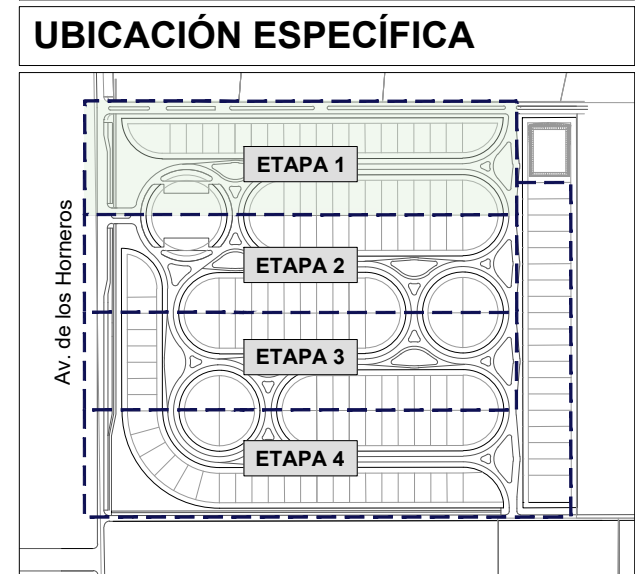 UBICACIÓN ESPECÍFICA
ETAPA 1
Av. de los Horneros
ETAPA 2
ETAPA 3
ETAPA 4